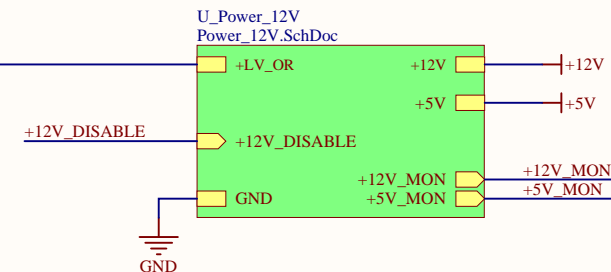 U_Power_12V
Power_12V.SchDoc
+LV_OR
+12V
+12V
+5V
+5V
+12V_DISABLE
+12V_DISABLE
+12V_MON
+12V_MON
GND
+5V_MON
+5V_MON
GND